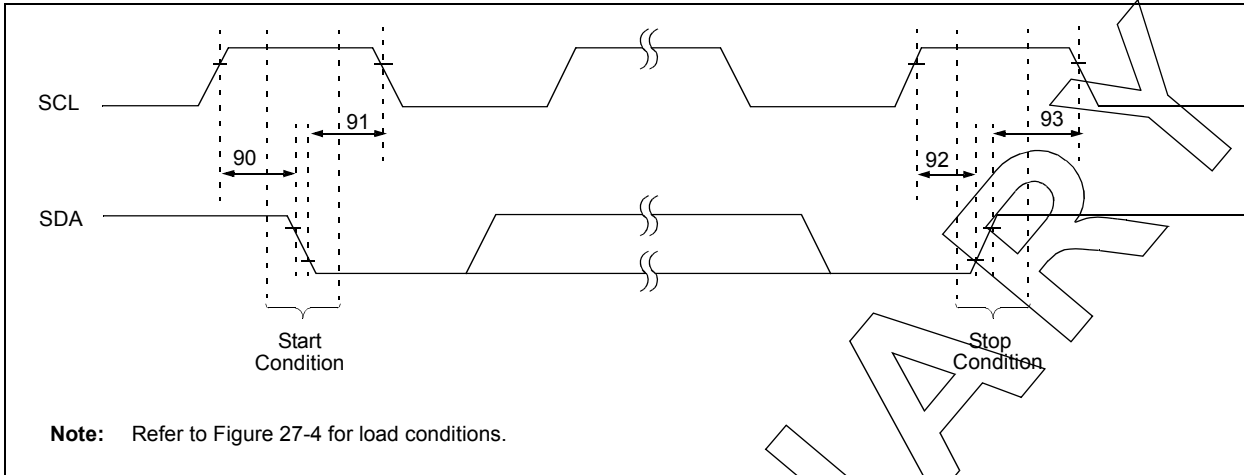 SCL
91
93
90
92
SDA
Start
Condition
Stop
Condition
Note: Refer to Figure 27-4 for load conditions.